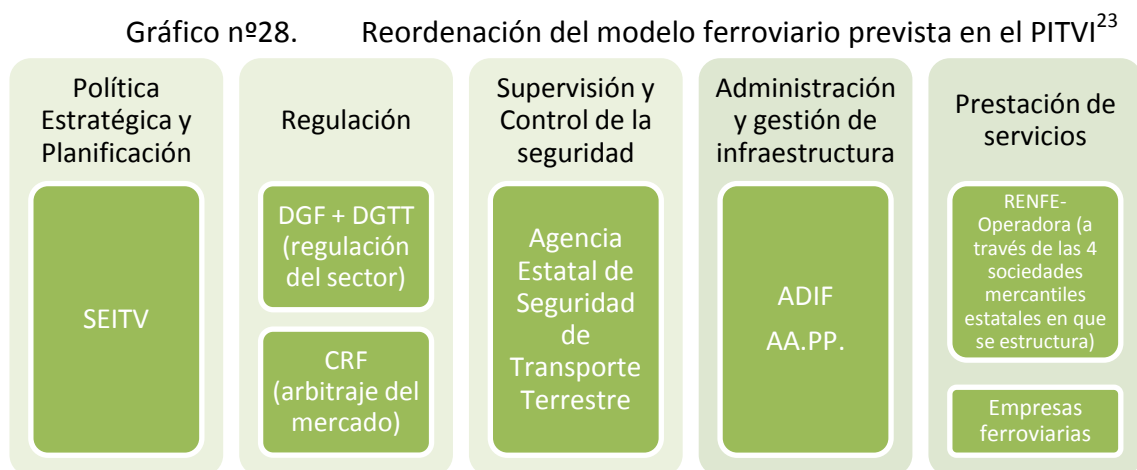 Gráfico nº28. Reordenación del modelo ferroviario prevista en el PITVI23
Política
Estratégica y
Planificación
SEITV
Regulación
DGF + DGTT
(regulación
del sector)
CRF
(arbitraje del
mercado)
Supervisión y
Control de la
seguridad
Agencia
Estatal de
Seguridad
de
Transporte
Terrestre
Administración
y gestión de
infraestructura
ADIF
AA.PP.
Prestación de
servicios
RENFE-
Operadora (a
través de las 4
sociedades
mercantiles
estatales en que
se estructura)
Empresas
ferroviarias